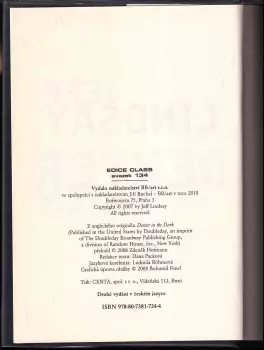 EDICE CLASS
svazek 134
Vydalo nakladatelství BB/art s.r.o.
ve spolupráci s nakladatelstvím Jiří Buchal – BB/art v roce 2010
Bořivojova 75, Praha 3
Copyright © 2007 by Jeff Lindsay
All rights reserved.
Z anglického originálu Dexter in the Dark
(Published in the United States by Doubleday, an imprint
of The Doubleday Broadway Publishing Group,
a division of Random House, Inc., New York)
přeložil © 2008 Zdeněk Hofmann
Redakce textu: Dana Packová
Jazyková korektura: Ludmila Böhmová
Grafická úprava obálky © 2008 Bohumil Fencl
Tisk: CENTA, spol. s r. o., Vídeňská 113, Brno
Druhé vydání v českém jazyce
ISBN 978-80-7381-724-4